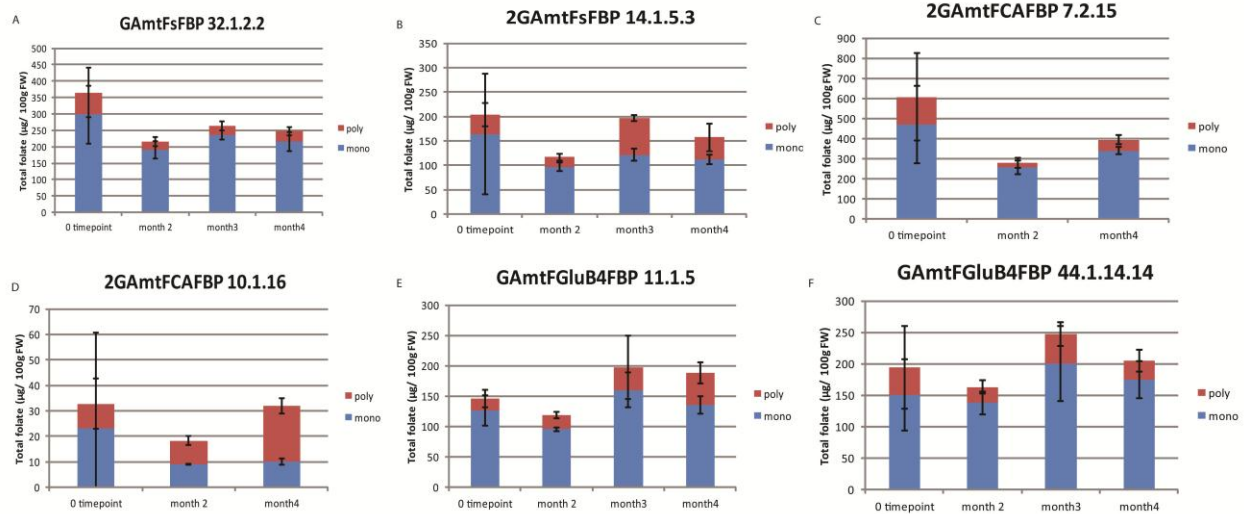 A
GAmtFsFBP 32.1.2.2
Total folate (µg/ 100g FW)
500
450
400
350
300
250
200
150
100
50
0
0 timepoint month 2 month3 month4
poly
mono
B
2GAmtFsFBP 14.1.5.3
Total folate (µg/ 100g FW)
350
300
250
200
150
100
50
0
0 timepoint month 2 month3 month4
poly
monc
C
2GAmtFCAFBP 7.2.15
Total folate (µg/ 100g FW)
900
800
700
600
500
400
300
200
100
0
0 timepoint month 2 month4
poly
mono
D
2GAmtFCAFBP 10.1.16
Total folate (µg/ 100g FW)
70
60
50
40
30
20
10
0
0 timepoint month 2 month4
poly
mono
E
GAmtFGluB4FBP 11.1.5
Total folate (µg/ 100g FW)
300
250
200
150
100
50
0
0 timepoint month 2 month3 month4
poly
mono
F
GAmtFGluB4FBP 44.1.14.14
Total folate (µg/ 100g FW)
300
250
200
150
100
50
0
0 timepoint month 2 month3 month4
poly
mono